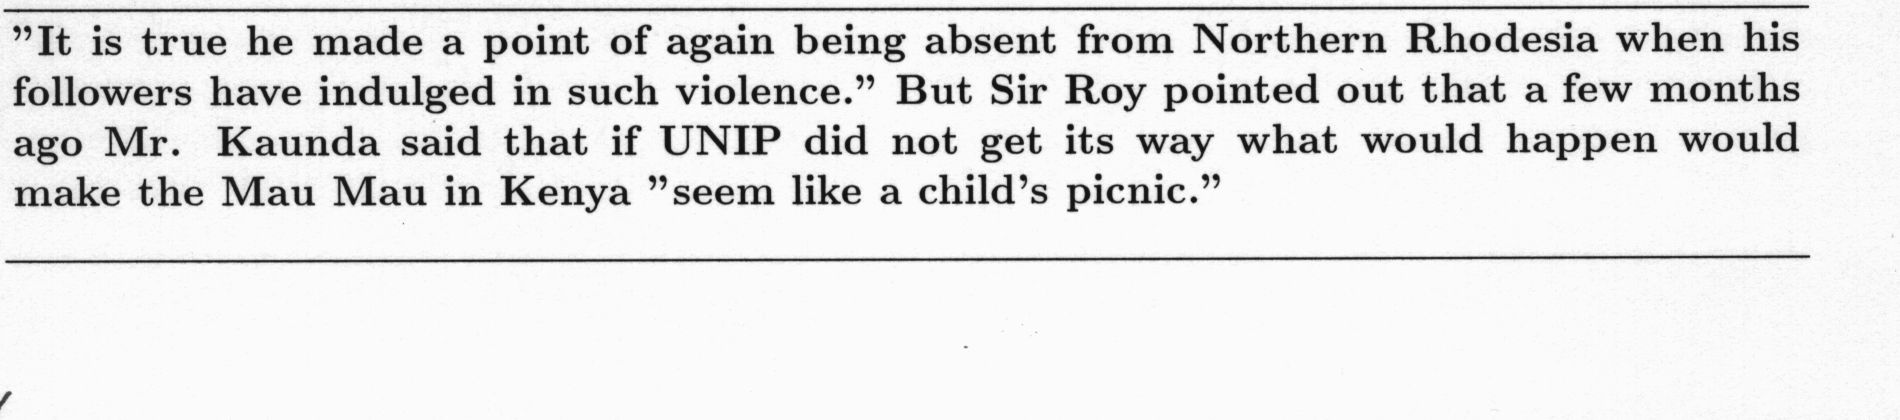 ”It is true he made a point of again being absent from Northern Rhodesia when his
followers have indulged in such violence.” But Sir Roy pointed out that a few months
ago Mr. Kaunda said that if UNIP did not get its way what would happen would
make the Mau Mau in Kenya ”seem like a child’s picnic.”